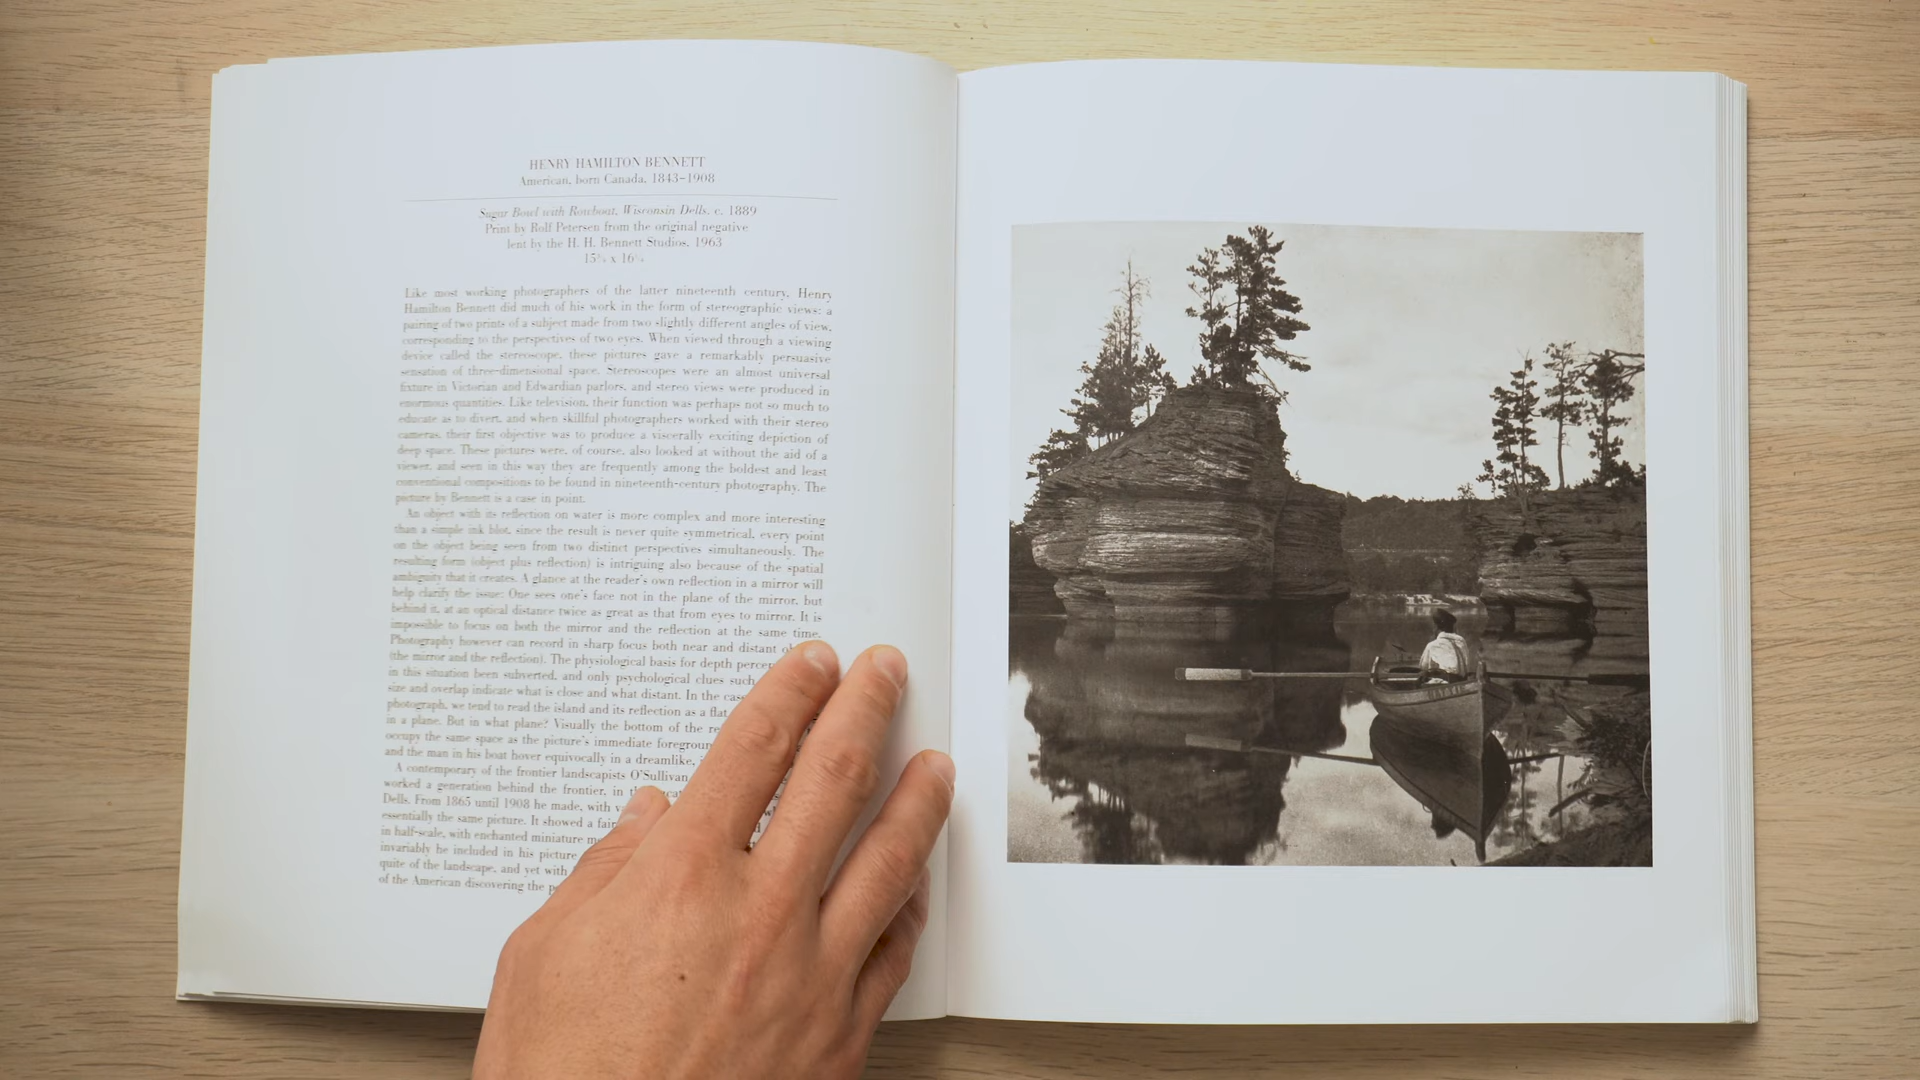 HENRY HAMILTON BENNETT
American, born Canada, 1843–1908
Sugar Bowl with Rowboat, Wisconsin Dells. c. 1889
Print by Rolf Petersen from the original negative
lent by the H. H. Bennett Studios, 1963
Like most working photographers of the latter nineteenth century, Henry
Hamilton Bennett did much of his work in the form of stereographic views: a
pairing of two prints of a subject made from two slightly different angles of view,
corresponding to the perspectives of two eyes. When viewed through a viewing
device called the stereoscope, these pictures gave a remarkably persuasive
sensation of three-dimensional space. Stereoscopes were an almost universal
fixture in Victorian and Edwardian parlors, and stereo views were produced in
enormous quantities. Like television, their function was perhaps not so much to
educate as to divert, and when skillful photographers worked with their stereo
cameras, their first objective was to produce a viscerally exciting depiction of
deep space. These pictures were, of course, also looked at without the aid of a
viewer, and seen in this way they are frequently among the boldest and least
conventional compositions to be found in nineteenth-century photography. The
picture by Bennett is a case in point.
An object with its reflection on water is more complex and more interesting
than a simple ink blot, since the result is never quite symmetrical, every point
on the object being seen from two distinct perspectives simultaneously. The
resulting form (object plus reflection) is intriguing also because of the spatial
ambiguity that it creates. A glance at the reader's own reflection in a mirror will
help clarify the issue: One sees one's face not in the plane of the mirror, but
behind it, at an optical distance twice as great as that from eyes to mirror. It is
impossible to focus on both the mirror and the reflection at the same time.
Photography however can record in sharp focus both near and distant
(the mirror and the reflection). The physiological basis for depth
in this situation been subverted, and only psychological clues such
size and overlap indicate what is close and what distant. In the
photograph, we tend to read the island and its reflection as a flat
in a plane. But in what plane? Visually the bottom of the
occupy the same space as the picture's immediate
and the man in his boat hover equivocally in a dreamlike,
A contemporary of the frontier landscapists O'Sullivan
worked a generation behind the frontier, in
Dells. From 1865 until 1908 he made, with
essentially the same picture. It showed a
in half-scale, with enchanted miniature
invariably he included in his picture
quite of the landscape, and yet with
of the American discovering the